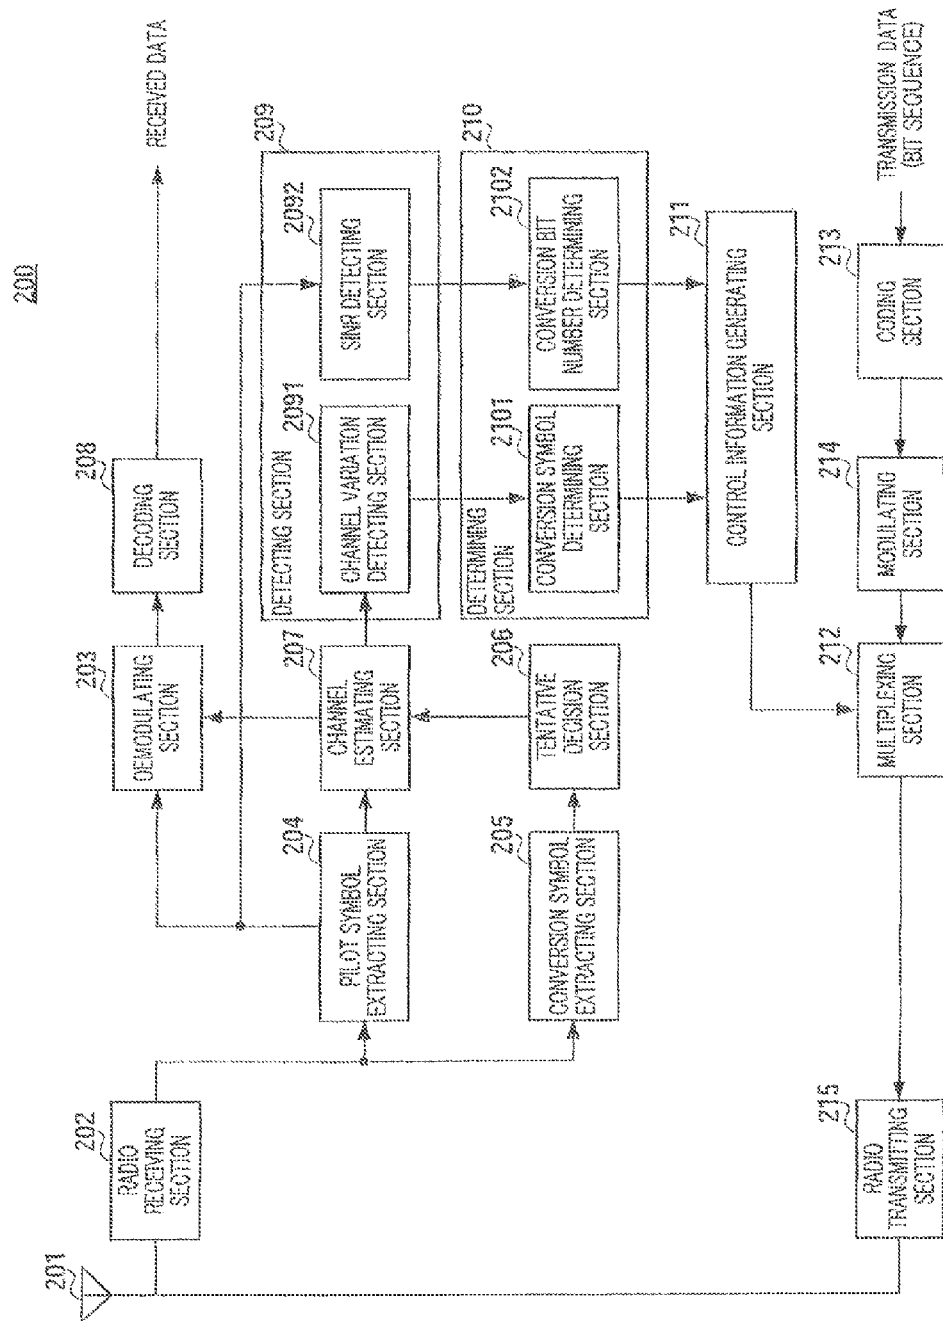 200
201
202
RADIO
RECEIVING
SECTION
203
DEMODULATING
SECTION
208
DECODING
SECTION
RECEIVED DATA
204
PILOT SYMBOL
EXTRACTING SECTION
207
CHANNEL
ESTIMATING
SECTION
209
DETECTING SECTION
2091
CHANNEL VARIATION
DETECTING SECTION
2092
SINR DETECTING
SECTION
205
CONVERSION SYMBOL
EXTRACTING SECTION
206
TENTATIVE
DECISION
SECTION
210
DETERMINING
SECTION
2101
CONVERSION SYMBOL
DETERMINING
SECTION
2102
CONVERSION BIT
NUMBER DETERMINING
SECTION
211
CONTROL INFORMATION GENERATING
SECTION
215
RADIO
TRANSMITTING
SECTION
212
MULTIPLEXING
SECTION
214
MODULATING
SECTION
213
CODING
SECTION
TRANSMISSION DATA
(BIT SEQUENCE)